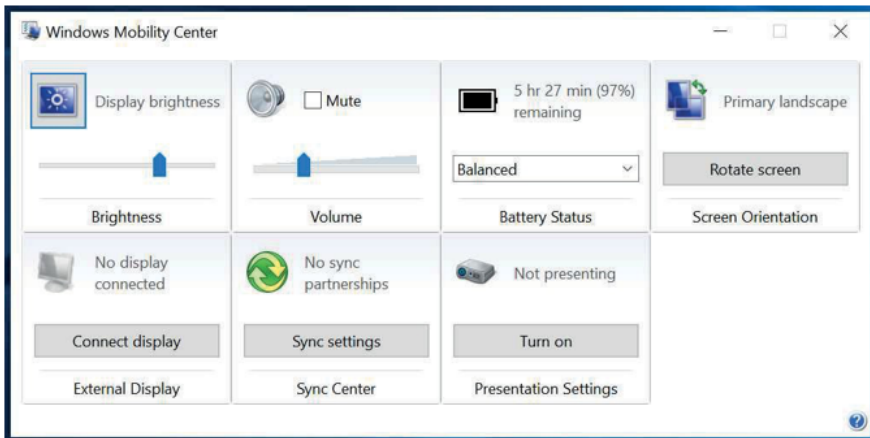 Windows Mobility Center
Display brightness
Brightness
Mute
Volume
5 hr 27 min (97%)
remaining
Balanced
Battery Status
Primary landscape
Rotate screen
Screen Orientation
No display
connected
Connect display
External Display
No sync
partnerships
Sync settings
Sync Center
Not presenting
Turn on
Presentation Settings